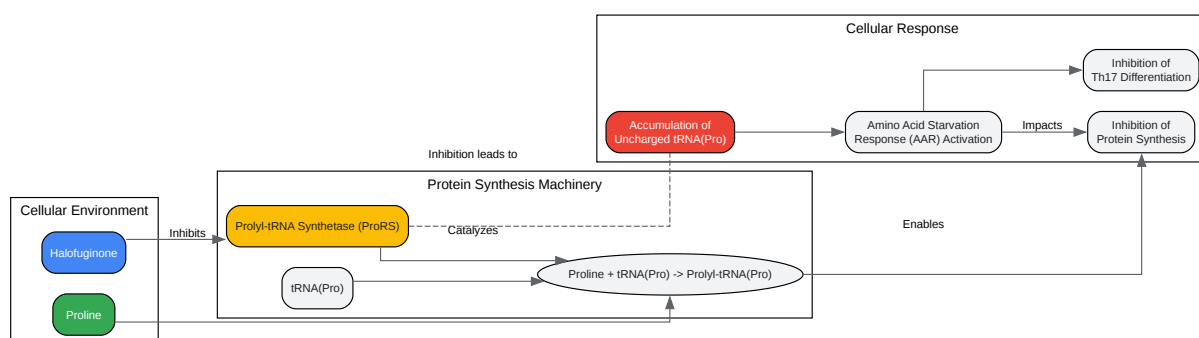 Cellular Response
Inhibition of
Th17 Differentiation
Accumulation of
Uncharged tRNA(Pro)
Amino Acid Starvation
Response (AAR) Activation
Impacts
Inhibition of
Protein Synthesis
Inhibition leads to
Protein Synthesis Machinery
Cellular Environment
Halofuginone
Inhibits
Prolyl-tRNA Synthetase (ProRS)
Catalyzes
Enables
tRNA(Pro)
Proline + tRNA(Pro) -> Prolyl-tRNA(Pro)
Proline